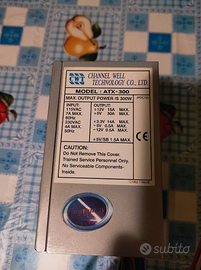 CHANNEL WELL
TECHNOLOGY CO., LTD.
MODEL : ATX-300
MAX. OUTPUT POWER IS 300W
INPUT: OUTPUT:
115VAC +12V 15A MAX.
7A MAX. +5V 30A MAX.
60Hz
230VAC +3.3V 14A MAX.
4A MAX. -5V 0.5A MAX.
50Hz -12V 0.5A MAX.
+5V SB 1.5A MAX.
CAUTION:
Do Not Remove This Cover.
Trained Service Personnel Only.
No Serviceable Components
Inside.
subito